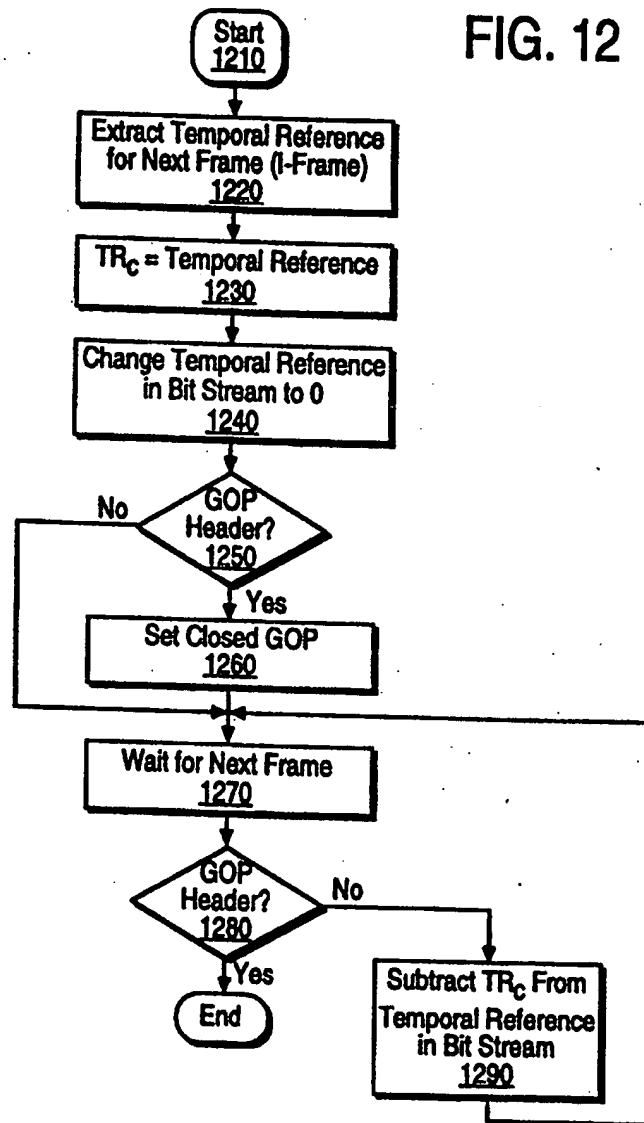 FIG. 12
Start
1210
Extract Temporal Reference
for Next Frame (I-Frame)
1220
TRC = Temporal Reference
1230
Change Temporal Reference
in Bit Stream to 0
1240
GOP
Header?
1250
No
Yes
Set Closed GOP
1260
Wait for Next Frame
1270
GOP
Header?
1280
No
Yes
End
Subtract TRC From
Temporal Reference
in Bit Stream
1290